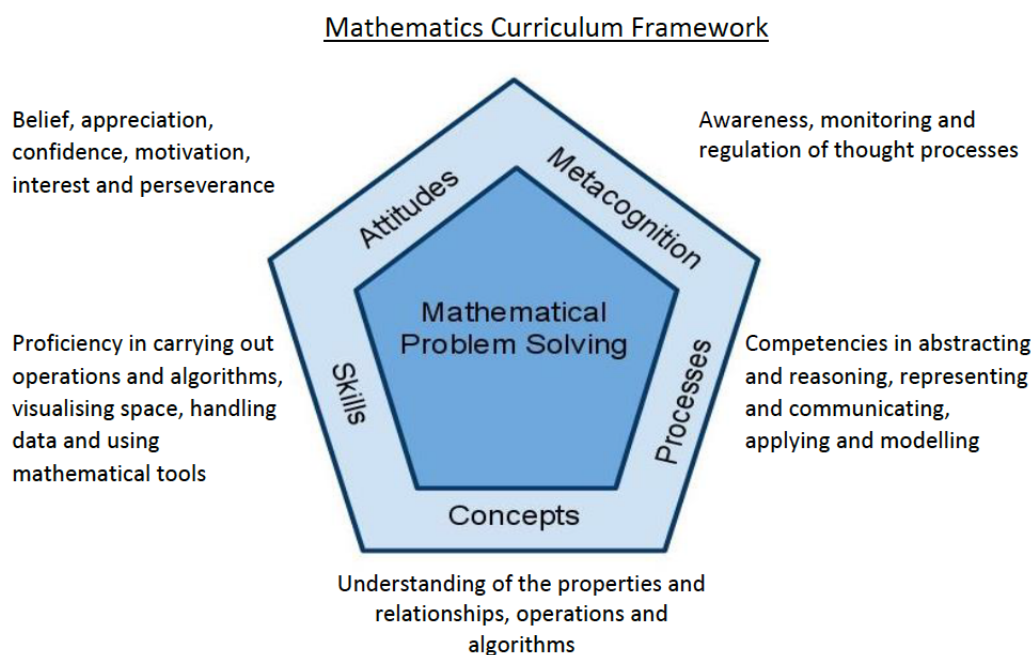 Mathematics Curriculum Framework
Belief, appreciation,
confidence, motivation,
interest and perseverance
Awareness, monitoring and
regulation of thought processes
Attitudes
Metacognition
Mathematical
Problem Solving
Proficiency in carrying out
operations and algorithms,
visualising space, handling
data and using
mathematical tools
Skills
Processes
Competencies in abstracting
and reasoning, representing
and communicating,
applying and modelling
Concepts
Understanding of the properties and
relationships, operations and
algorithms